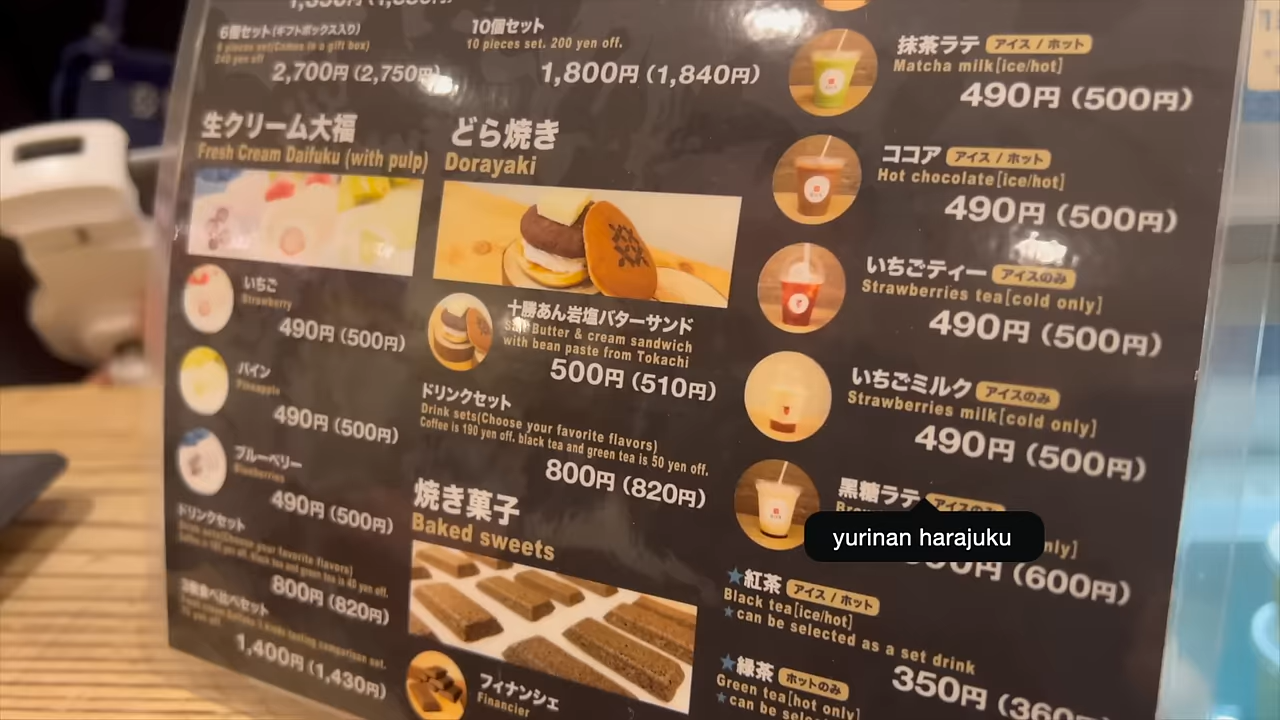 6個セット(ギフトボックス入り)
6 pieces set(Comes in a gift box)
240 yen off
2,700円(2,750円)
生クリーム大福
Fresh Cream Daifuku (with pulp)
いちご
Strawberry
490円(500円)
パイン
Pineapple
490円(500円)
ブルーベリー
Blueberries
490円(500円)
ドリンクセット
Drink sets(Choose your favorite flavors)
800円(820円)
1,400円(1,430円)
10個セット
10 pieces set. 200 yen off.
1,800円(1,840円)
どら焼き
Dorayaki
十勝あん岩塩バターサンド
Salt Butter & cream sandwich
with bean paste from Tokachi
500円(510円)
ドリンクセット
Drink sets(Choose your favorite flavors)
Coffee is 190 yen off. black tea and green tea is 50 yen off.
800円(820円)
焼き菓子
Baked sweets
フィナンシェ
Financier
抹茶ラテ アイス / ホット
Matcha milk[ice/hot]
490円(500円)
ココア アイス / ホット
Hot chocolate[ice/hot]
490円(500円)
いちごティー アイスのみ
Strawberries tea[cold only]
490円(500円)
いちごミルク アイスのみ
Strawberries milk[cold only]
490円(500円)
黒糖ラテ アイスのみ
yurinan harajuku
(600円)
★紅茶 アイス / ホット
Black tea[ice/hot]
★can be selected as a set drink
350円(360
★緑茶 ホットのみ
Green tea[hot only]
★can be